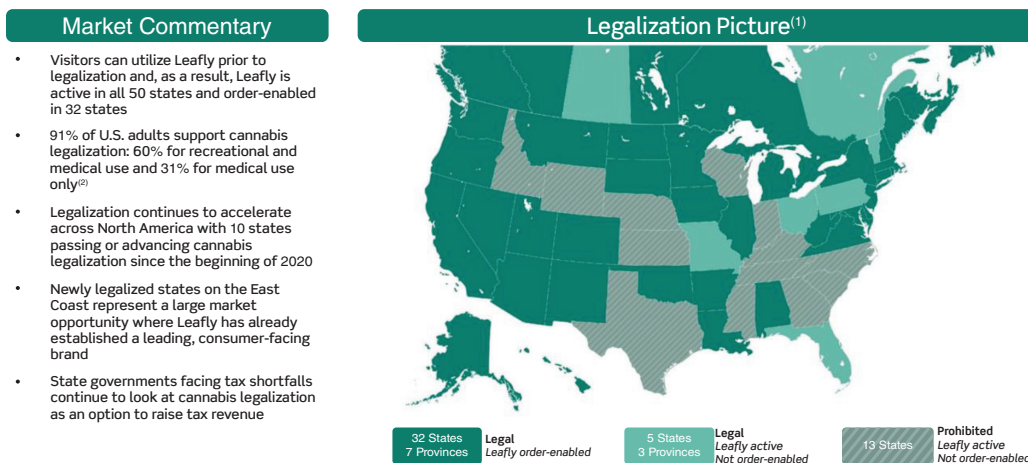 Market Commentary
• Visitors can utilize Leafly prior to
legalization and, as a result, Leafly is
active in all 50 states and order-enabled
in 32 states
• 91% of U.S. adults support cannabis
legalization: 60% for recreational and
medical use and 31% for medical use
only(2)
• Legalization continues to accelerate
across North America with 10 states
passing or advancing cannabis
legalization since the beginning of 2020
• Newly legalized states on the East
Coast represent a large market
opportunity where Leafly has already
established a leading, consumer-facing
brand
• State governments facing tax shortfalls
continue to look at cannabis legalization
as an option to raise tax revenue
Legalization Picture(1)
32 States
7 Provinces
Legal
Leafly order-enabled
5 States
3 Provinces
Legal
Leafly active
Not order-enabled
13 States
Prohibited
Leafly active
Not order-enabled